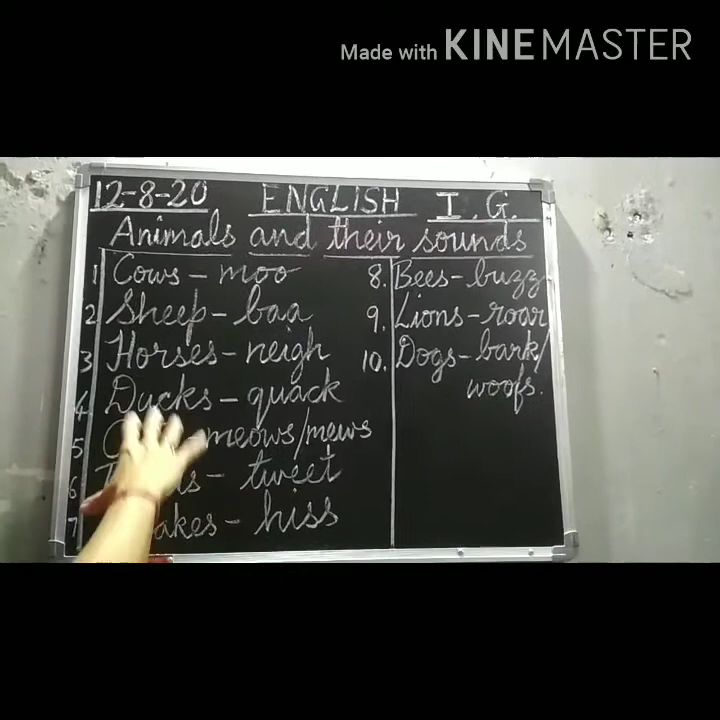 Made with KINEMASTER
12-8-20 ENGLISH I.G.
Animals and their sounds
1 Cows - moo
2 Sheep - baa
3 Horses - neigh
4 Ducks - quack
5 - meows/mews
6 - tweet
7 - hiss
8. Bees - buzz
9. Lions - roar
10. Dogs - bark/
woofs.